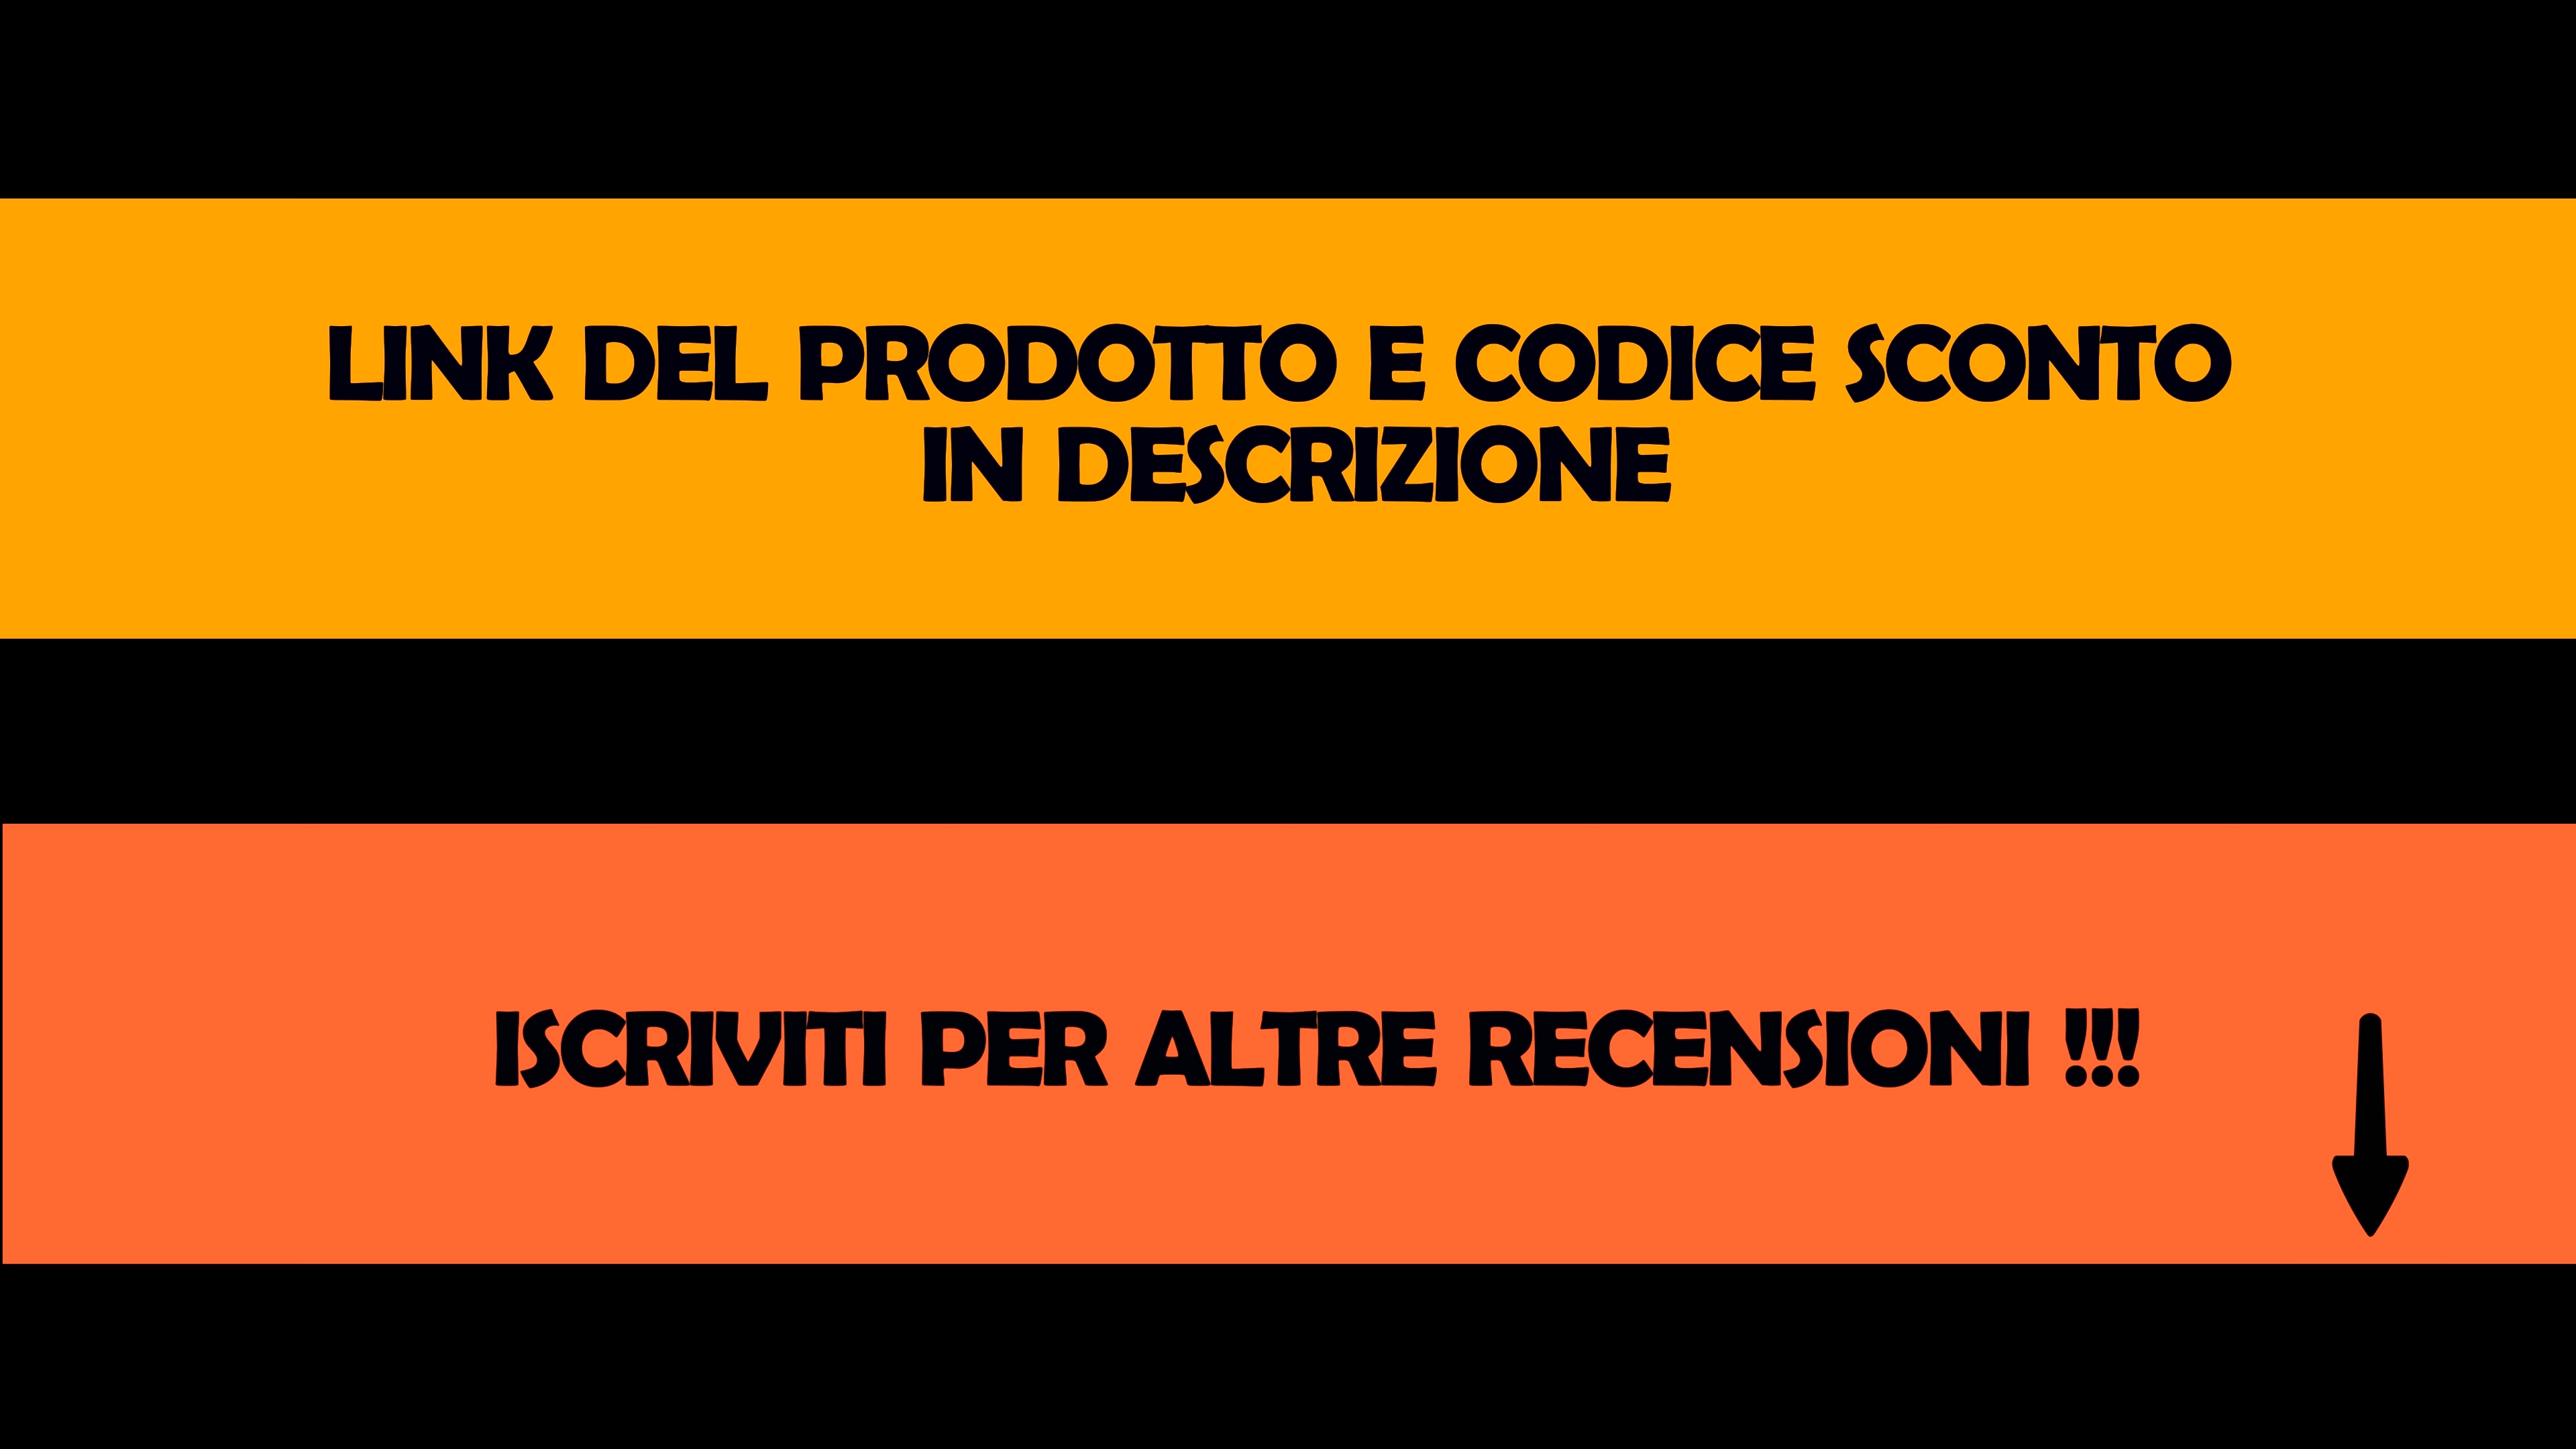 LINK DEL PRODOTTO E CODICE SCONTO
IN DESCRIZIONE
ISCRIVITI PER ALTRE RECENSIONI !!!